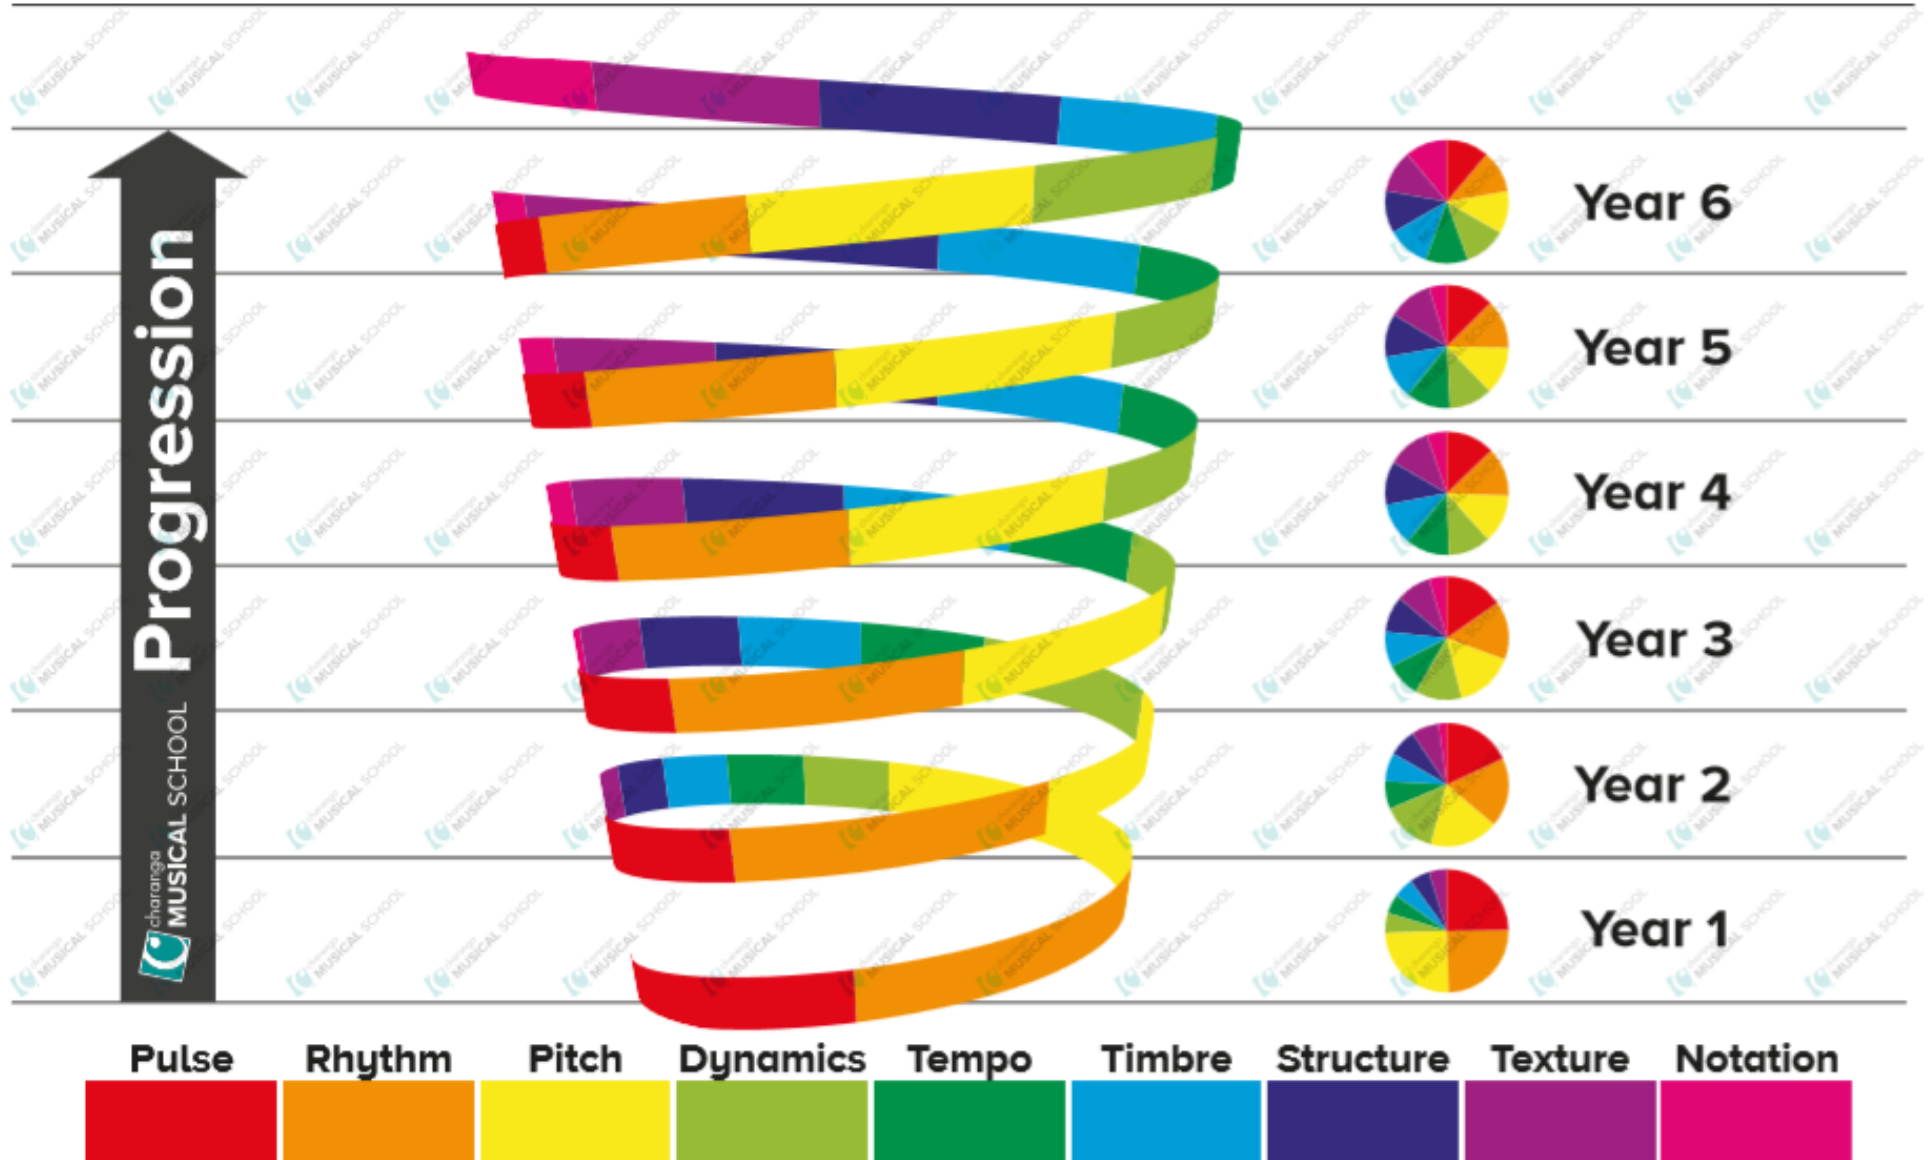 Progression
charanga
MUSICAL SCHOOL
Year 6
Year 5
Year 4
Year 3
Year 2
Year 1
Pulse Rhythm Pitch Dynamics Tempo Timbre Structure Texture Notation